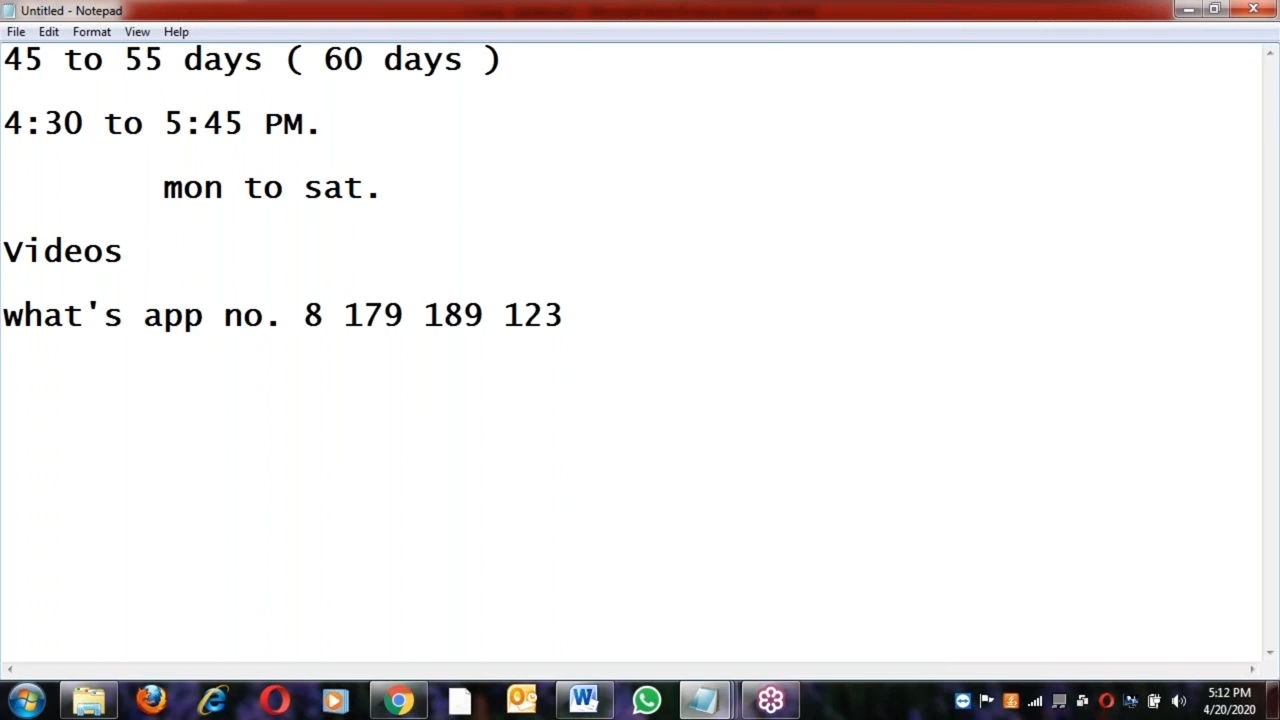 Untitled - Notepad
File Edit Format View Help
45 to 55 days ( 60 days )
4:30 to 5:45 PM.
mon to sat.
Videos
what's app no. 8 179 189 123
5:12 PM
4/20/2020